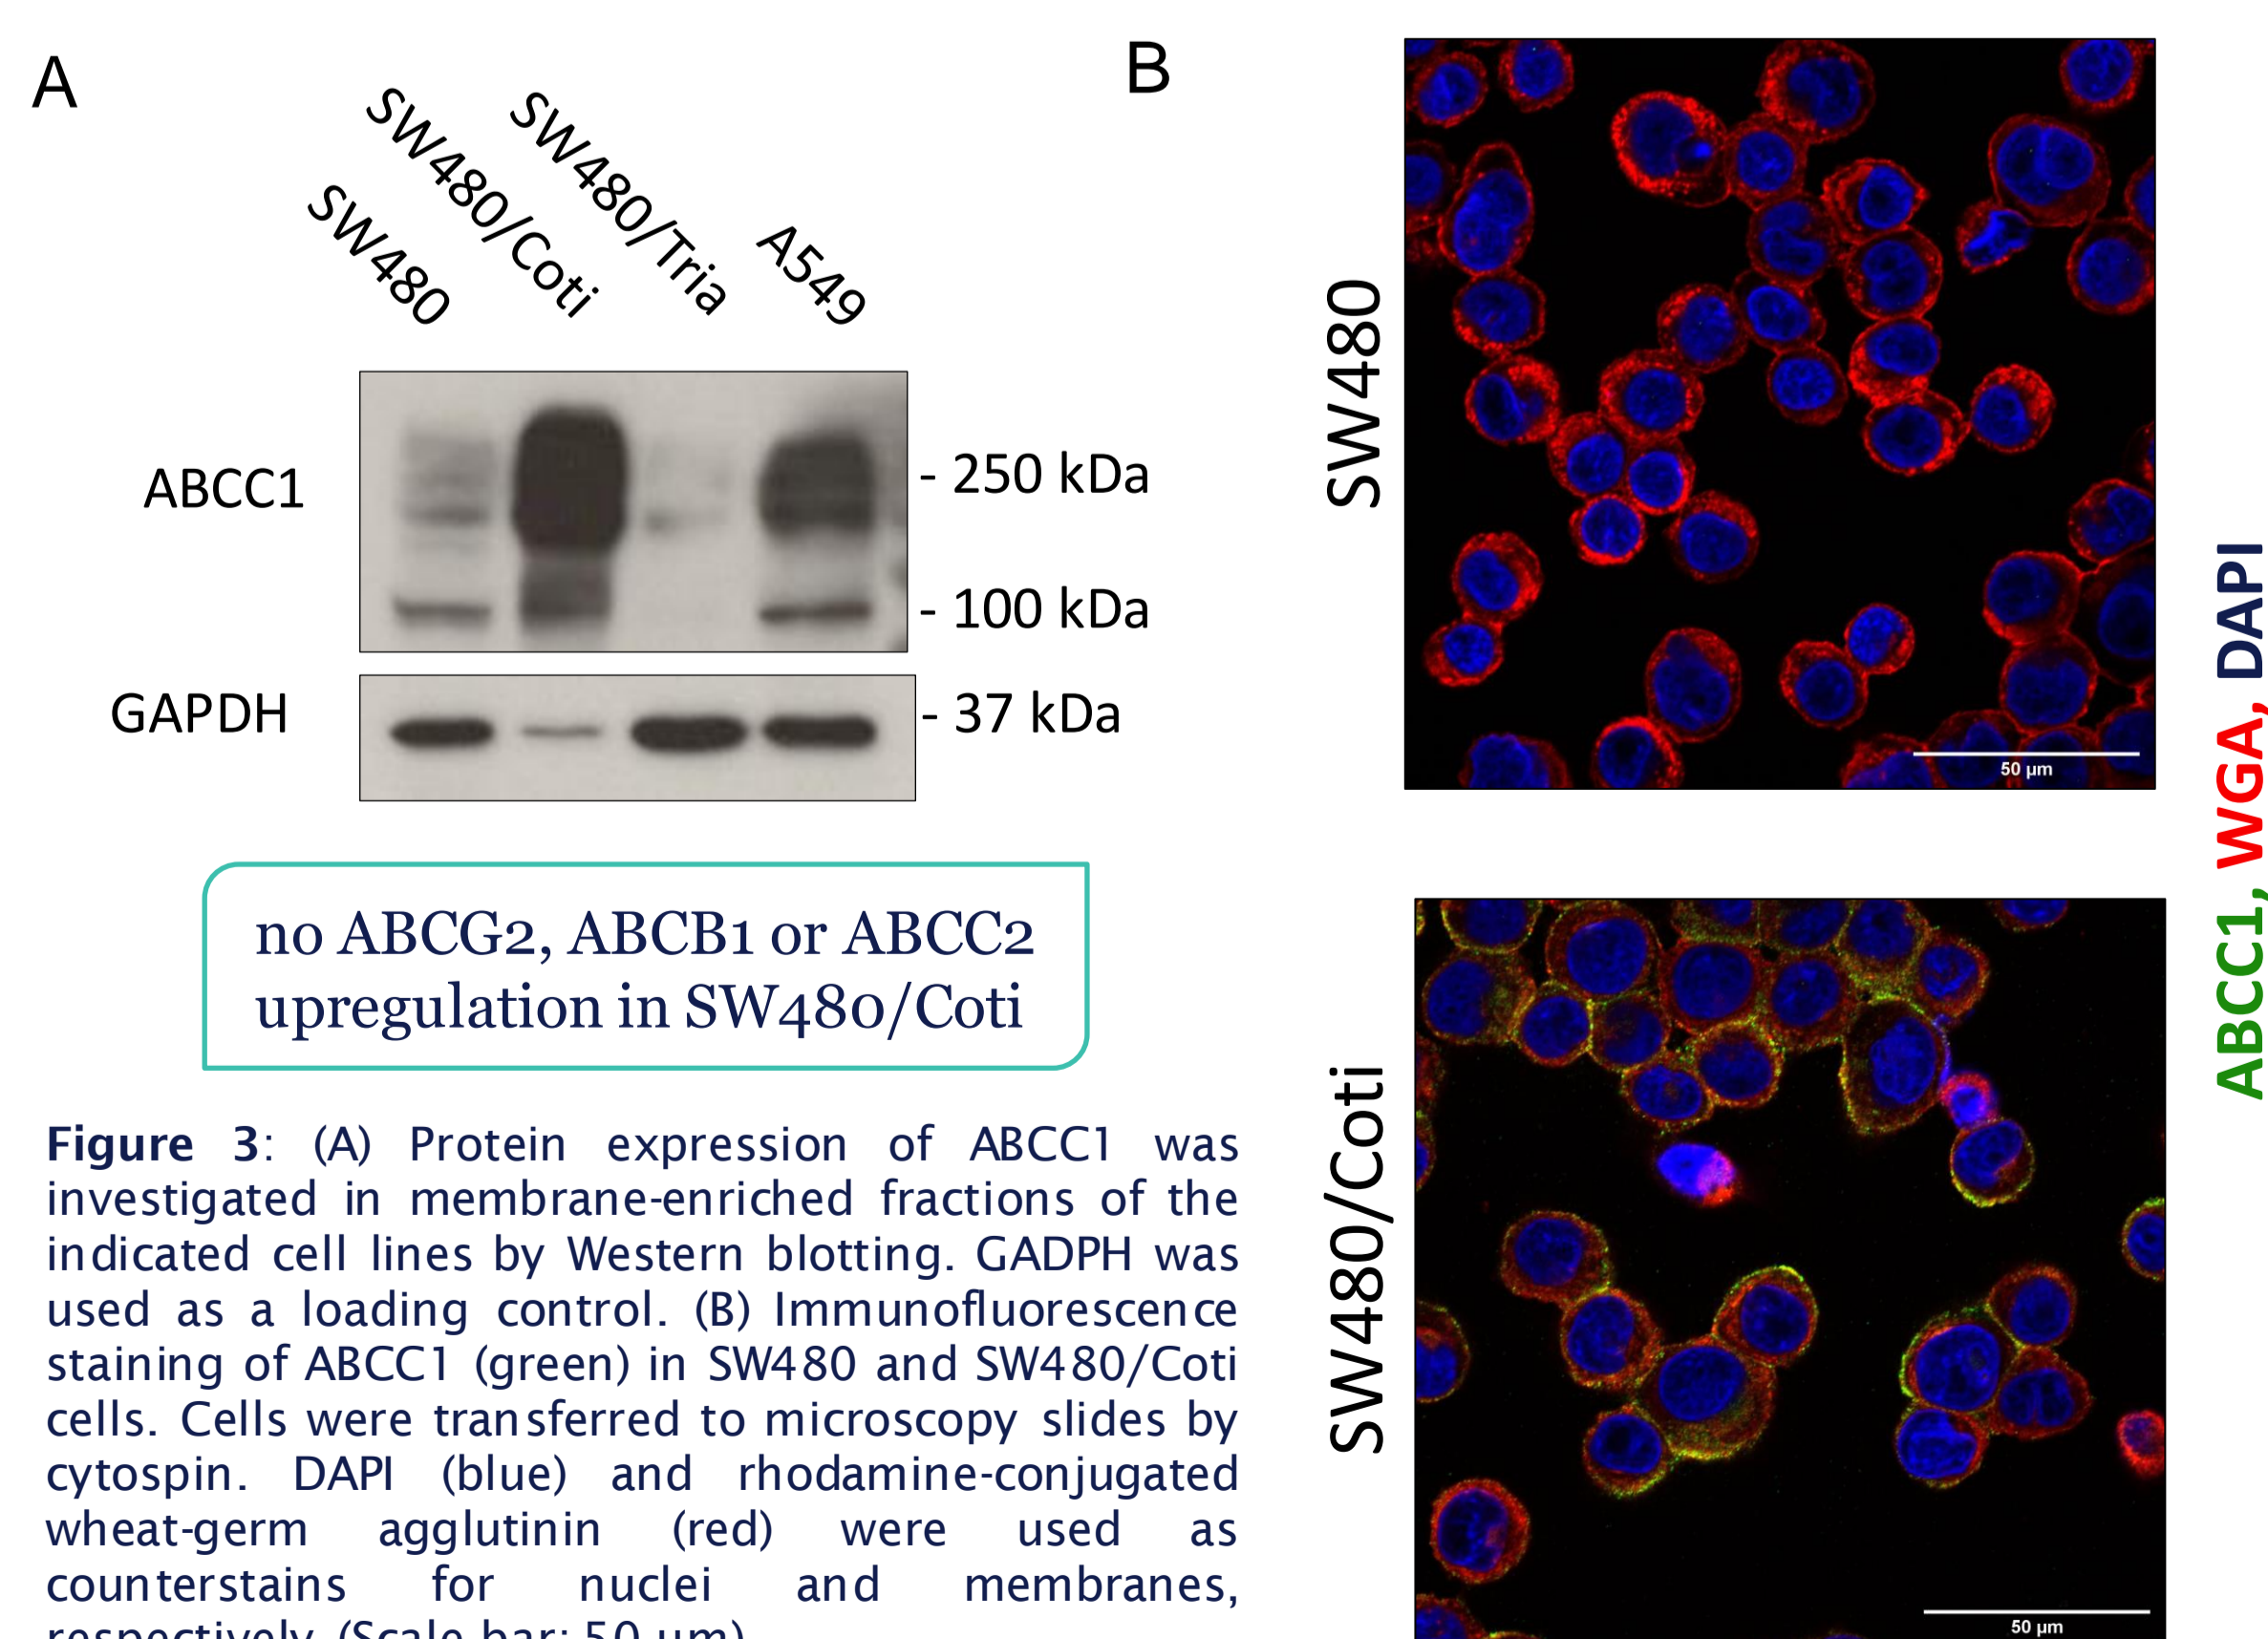 A
SW480
SW480/Coti
SW480/Tria
A549
ABCC1
- 250 kDa
- 100 kDa
GAPDH
- 37 kDa
no ABCG2, ABCB1 or ABCC2
upregulation in SW480/Coti
Figure 3: (A) Protein expression of ABCC1 was
investigated in membrane-enriched fractions of the
indicated cell lines by Western blotting. GADPH was
used as a loading control. (B) Immunofluorescence
staining of ABCC1 (green) in SW480 and SW480/Coti
cells. Cells were transferred to microscopy slides by
cytospin. DAPI (blue) and rhodamine-conjugated
wheat-germ agglutinin (red) were used as
counterstains for nuclei and membranes,
respectively. (Scale bar: 50 µm)
B
SW480
50 µm
SW480/Coti
50 µm
ABCC1, WGA, DAPI